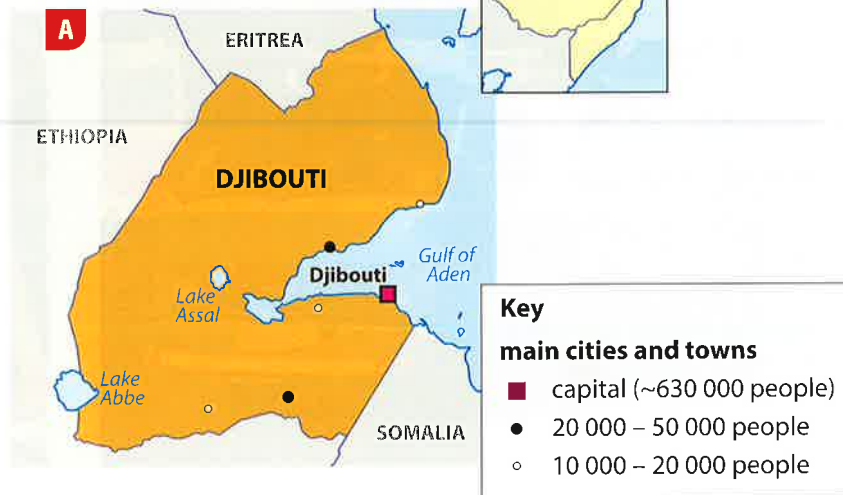 A
ERITREA
ETHIOPIA
DJIBOUTI
Gulf of
Aden
Djibouti
Lake
Assal
Lake
Abbe
SOMALIA
Key
main cities and towns
capital (~630 000 people)
20 000 – 50 000 people
10 000 – 20 000 people